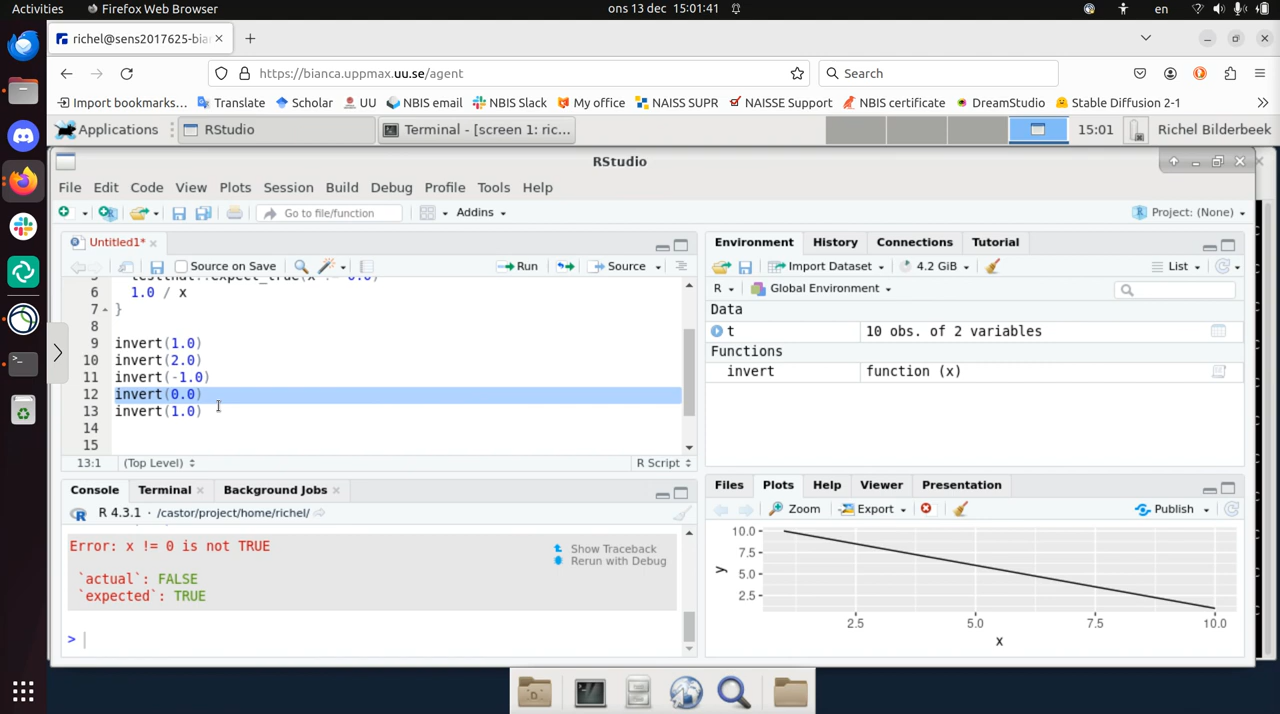 Activities Firefox Web Browser ons 13 dec 15:01:41 en
richel@sens2017625-bia
https://bianca.uppmax.uu.se/agent Search
Import bookmarks... Translate Scholar UU NBIS email NBIS Slack My office NAISS SUPR NAISSE Support NBIS certificate DreamStudio Stable Diffusion 2-1
Applications RStudio Terminal - [screen 1: ric... 15:01 Richel Bilderbeek
RStudio
File Edit Code View Plots Session Build Debug Profile Tools Help
Go to file/function Addins Project: (None)
Untitled1*
Source on Save Run Source
6 1.0 / x
7 }
8
9 invert(1.0)
10 invert(2.0)
11 invert(-1.0)
12 invert(0.0)
13 invert(1.0)
14
15
13:1 (Top Level) R Script
Console Terminal Background Jobs
R 4.3.1 · /castor/project/home/richel/
Error: x != 0 is not TRUE
`actual`: FALSE
`expected`: TRUE
Show Traceback
Rerun with Debug
>
Environment History Connections Tutorial
Import Dataset 4.2 GiB List
R Global Environment
Data
t 10 obs. of 2 variables
Functions
invert function (x)
Files Plots Help Viewer Presentation
Zoom Export Publish
10.0
7.5
5.0
2.5
y
2.5 5.0 7.5 10.0
x